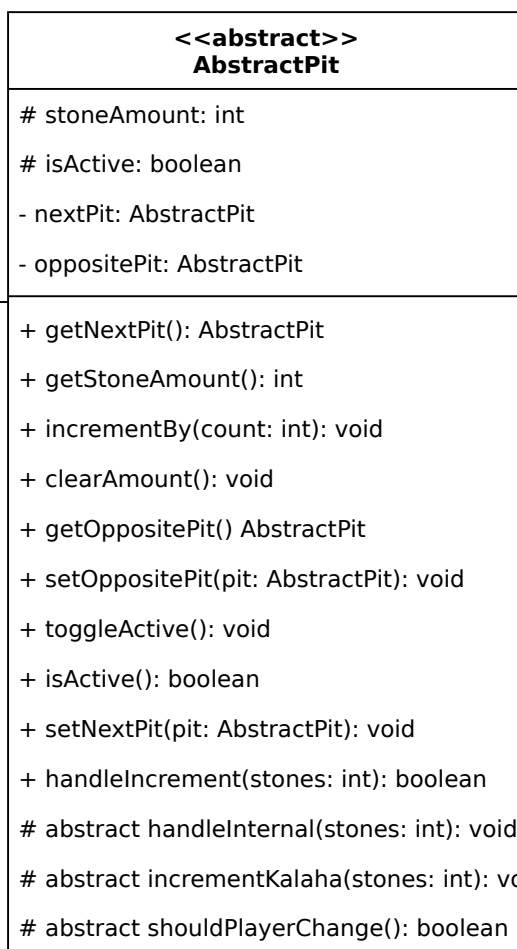 <<abstract>>
AbstractPit
# stoneAmount: int
# isActive: boolean
- nextPit: AbstractPit
- oppositePit: AbstractPit
+ getNextPit(): AbstractPit
+ getStoneAmount(): int
+ incrementBy(count: int): void
+ clearAmount(): void
+ getOppositePit() AbstractPit
+ setOppositePit(pit: AbstractPit): void
+ toggleActive(): void
+ isActive(): boolean
+ setNextPit(pit: AbstractPit): void
+ handleIncrement(stones: int): boolean
# abstract handleInternal(stones: int): void
# abstract incrementKalaha(stones: int):
# abstract shouldPlayerChange(): boolean